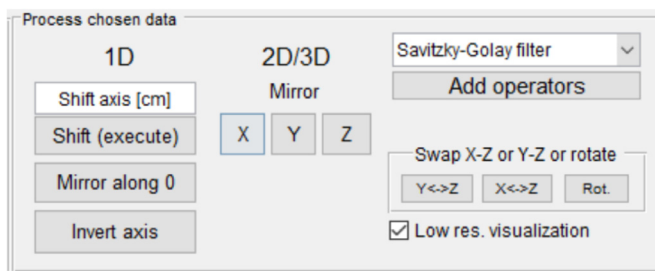 Process chosen data
1D
Shift axis [cm]
Shift (execute)
Mirror along 0
Invert axis
2D/3D
Mirror
X Y Z
Savitzky-Golay filter
Add operators
Swap X-Z or Y-Z or rotate
Y<->Z X<->Z Rot.
Low res. visualization